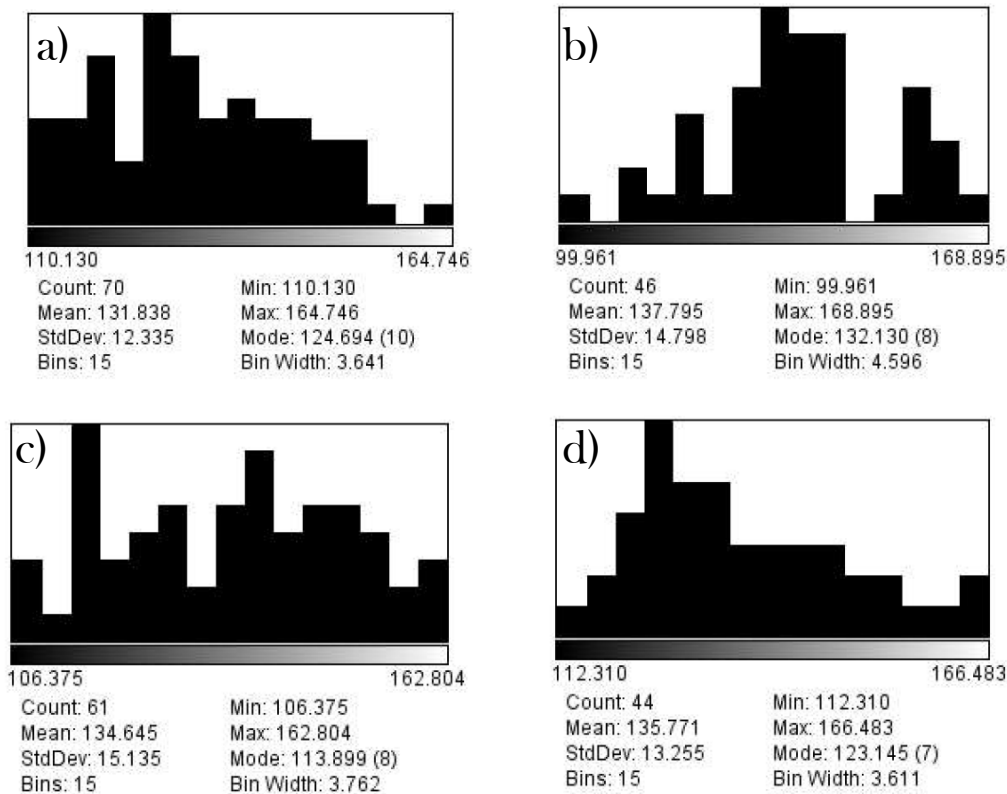 a)
110.130 164.746
Count: 70 Min: 110.130
Mean: 131.838 Max: 164.746
StdDev: 12.335 Mode: 124.694 (10)
Bins: 15 Bin Width: 3.641
b)
99.961 168.895
Count: 46 Min: 99.961
Mean: 137.795 Max: 168.895
StdDev: 14.798 Mode: 132.130 (8)
Bins: 15 Bin Width: 4.596
c)
106.375 162.804
Count: 61 Min: 106.375
Mean: 134.645 Max: 162.804
StdDev: 15.135 Mode: 113.899 (8)
Bins: 15 Bin Width: 3.762
d)
112.310 166.483
Count: 44 Min: 112.310
Mean: 135.771 Max: 166.483
StdDev: 13.255 Mode: 123.145 (7)
Bins: 15 Bin Width: 3.611